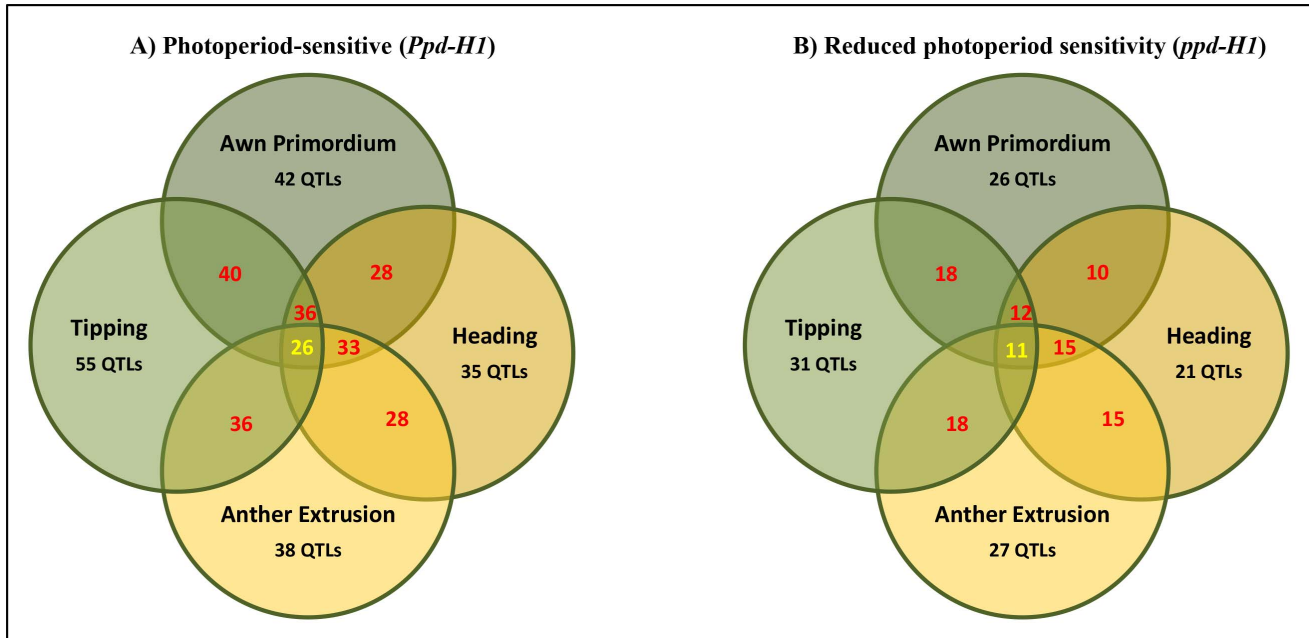 A) Photoperiod-sensitive (Ppd-H1)
Awn Primordium
42 QTLs
40
28
36
Tipping
55 QTLs
26
33
Heading
35 QTLs
36
28
Anther Extrusion
38 QTLs
B) Reduced photoperiod sensitivity (ppd-H1)
Awn Primordium
26 QTLs
18
10
12
Tipping
31 QTLs
11
15
Heading
21 QTLs
18
15
Anther Extrusion
27 QTLs